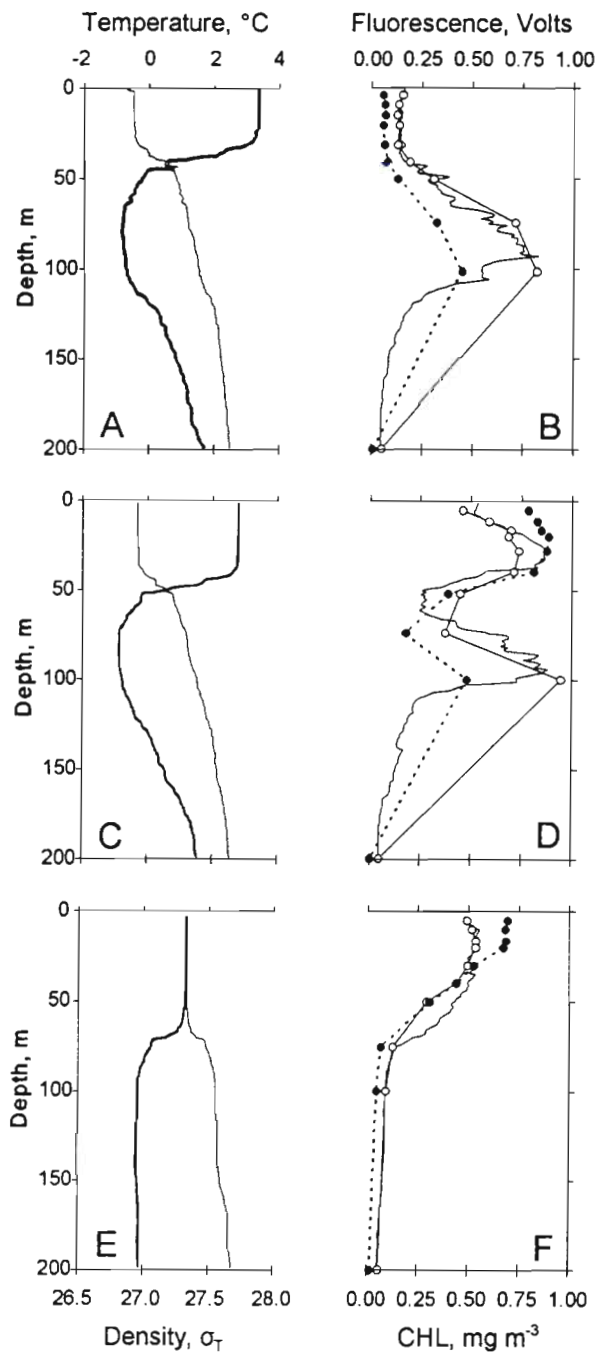 Temperature, °C
Fluorescence, Volts
-2 0 2 4
0.00 0.25 0.50 0.75 1.00
0
50
100
150
200
Depth, m
A
B
0
50
100
150
200
Depth, m
C
D
0
50
100
150
200
Depth, m
E
F
26.5 27.0 27.5 28.0
0.00 0.25 0.50 0.75 1.00
Density, σT
CHL, mg m-3